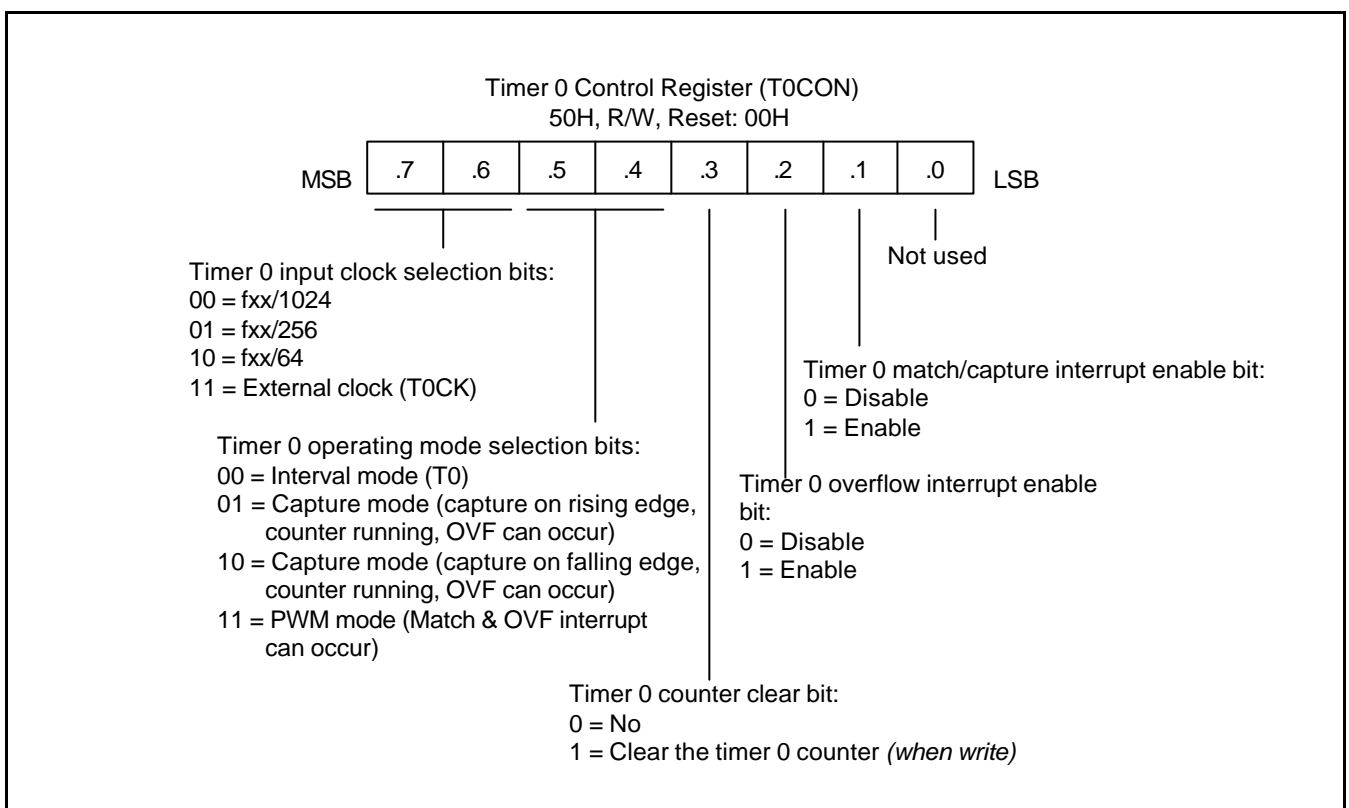 Timer 0 Control Register (T0CON)
50H, R/W, Reset: 00H
MSB .7 .6 .5 .4 .3 .2 .1 .0 LSB
Not used
Timer 0 input clock selection bits:
00 = fxx/1024
01 = fxx/256
10 = fxx/64
11 = External clock (T0CK)
Timer 0 match/capture interrupt enable bit:
0 = Disable
1 = Enable
Timer 0 operating mode selection bits:
00 = Interval mode (T0)
01 = Capture mode (capture on rising edge,
counter running, OVF can occur)
10 = Capture mode (capture on falling edge,
counter running, OVF can occur)
11 = PWM mode (Match & OVF interrupt
can occur)
Timer 0 overflow interrupt enable
bit:
0 = Disable
1 = Enable
Timer 0 counter clear bit:
0 = No
1 = Clear the timer 0 counter (when write)